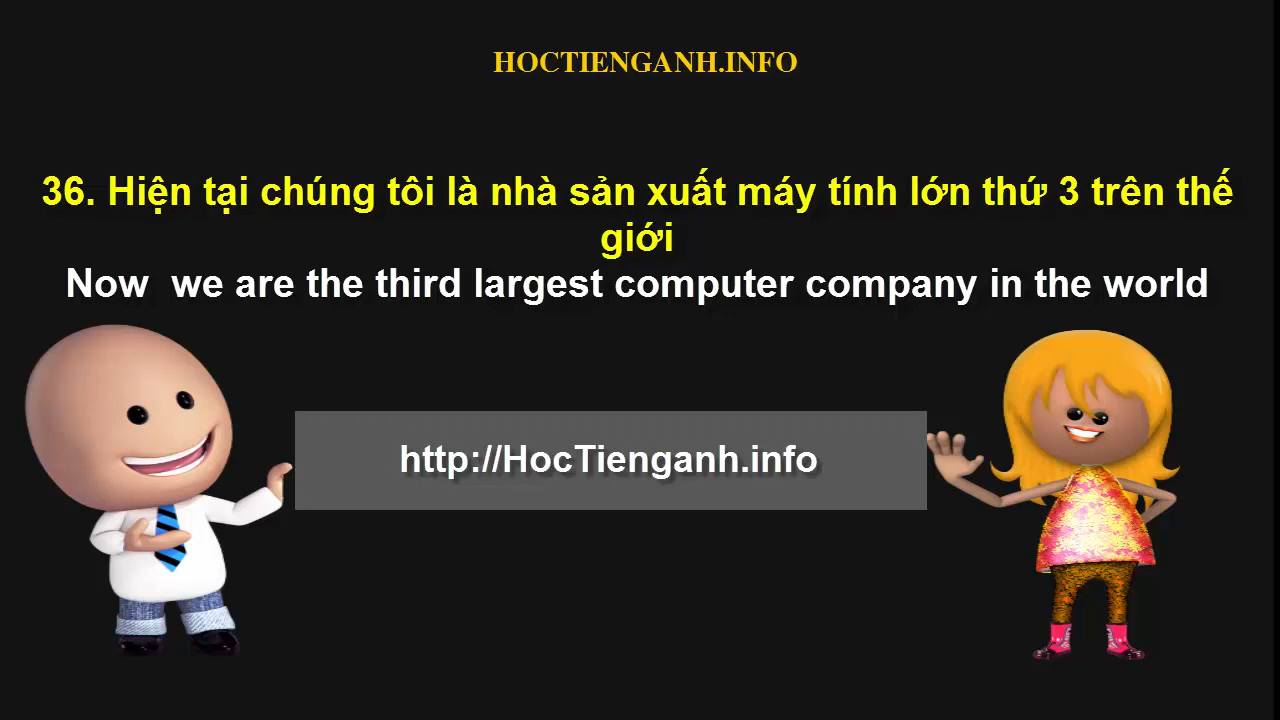 HOCTIENGANH.INFO
36. Hiện tại chúng tôi là nhà sản xuất máy tính lớn thứ 3 trên thế
giới
Now  we are the third largest computer company in the world
http://HocTienganh.info